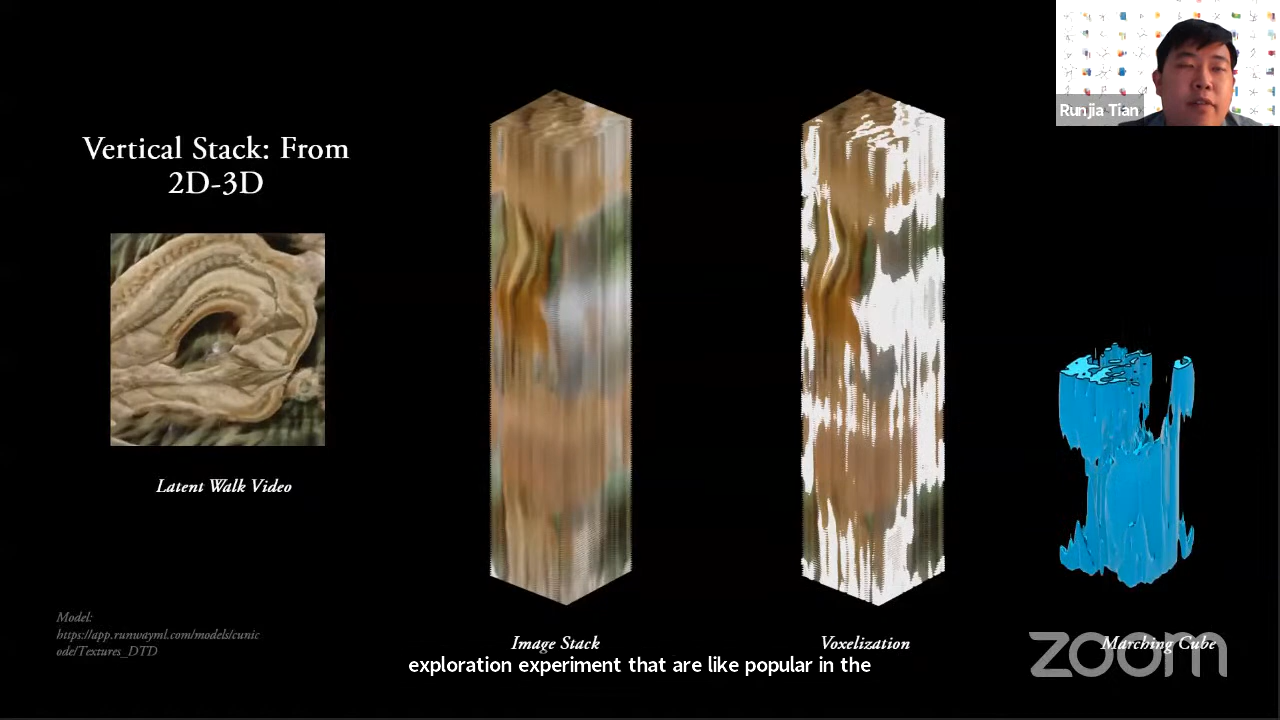 Runjia Tian
Vertical Stack: From
2D-3D
Latent Walk Video
Model:
https://app.runwayml.com/models/cunic
ode/Textures_DTD
Image Stack
Voxelization
Marching Cube
zoom
exploration experiment that are like popular in the